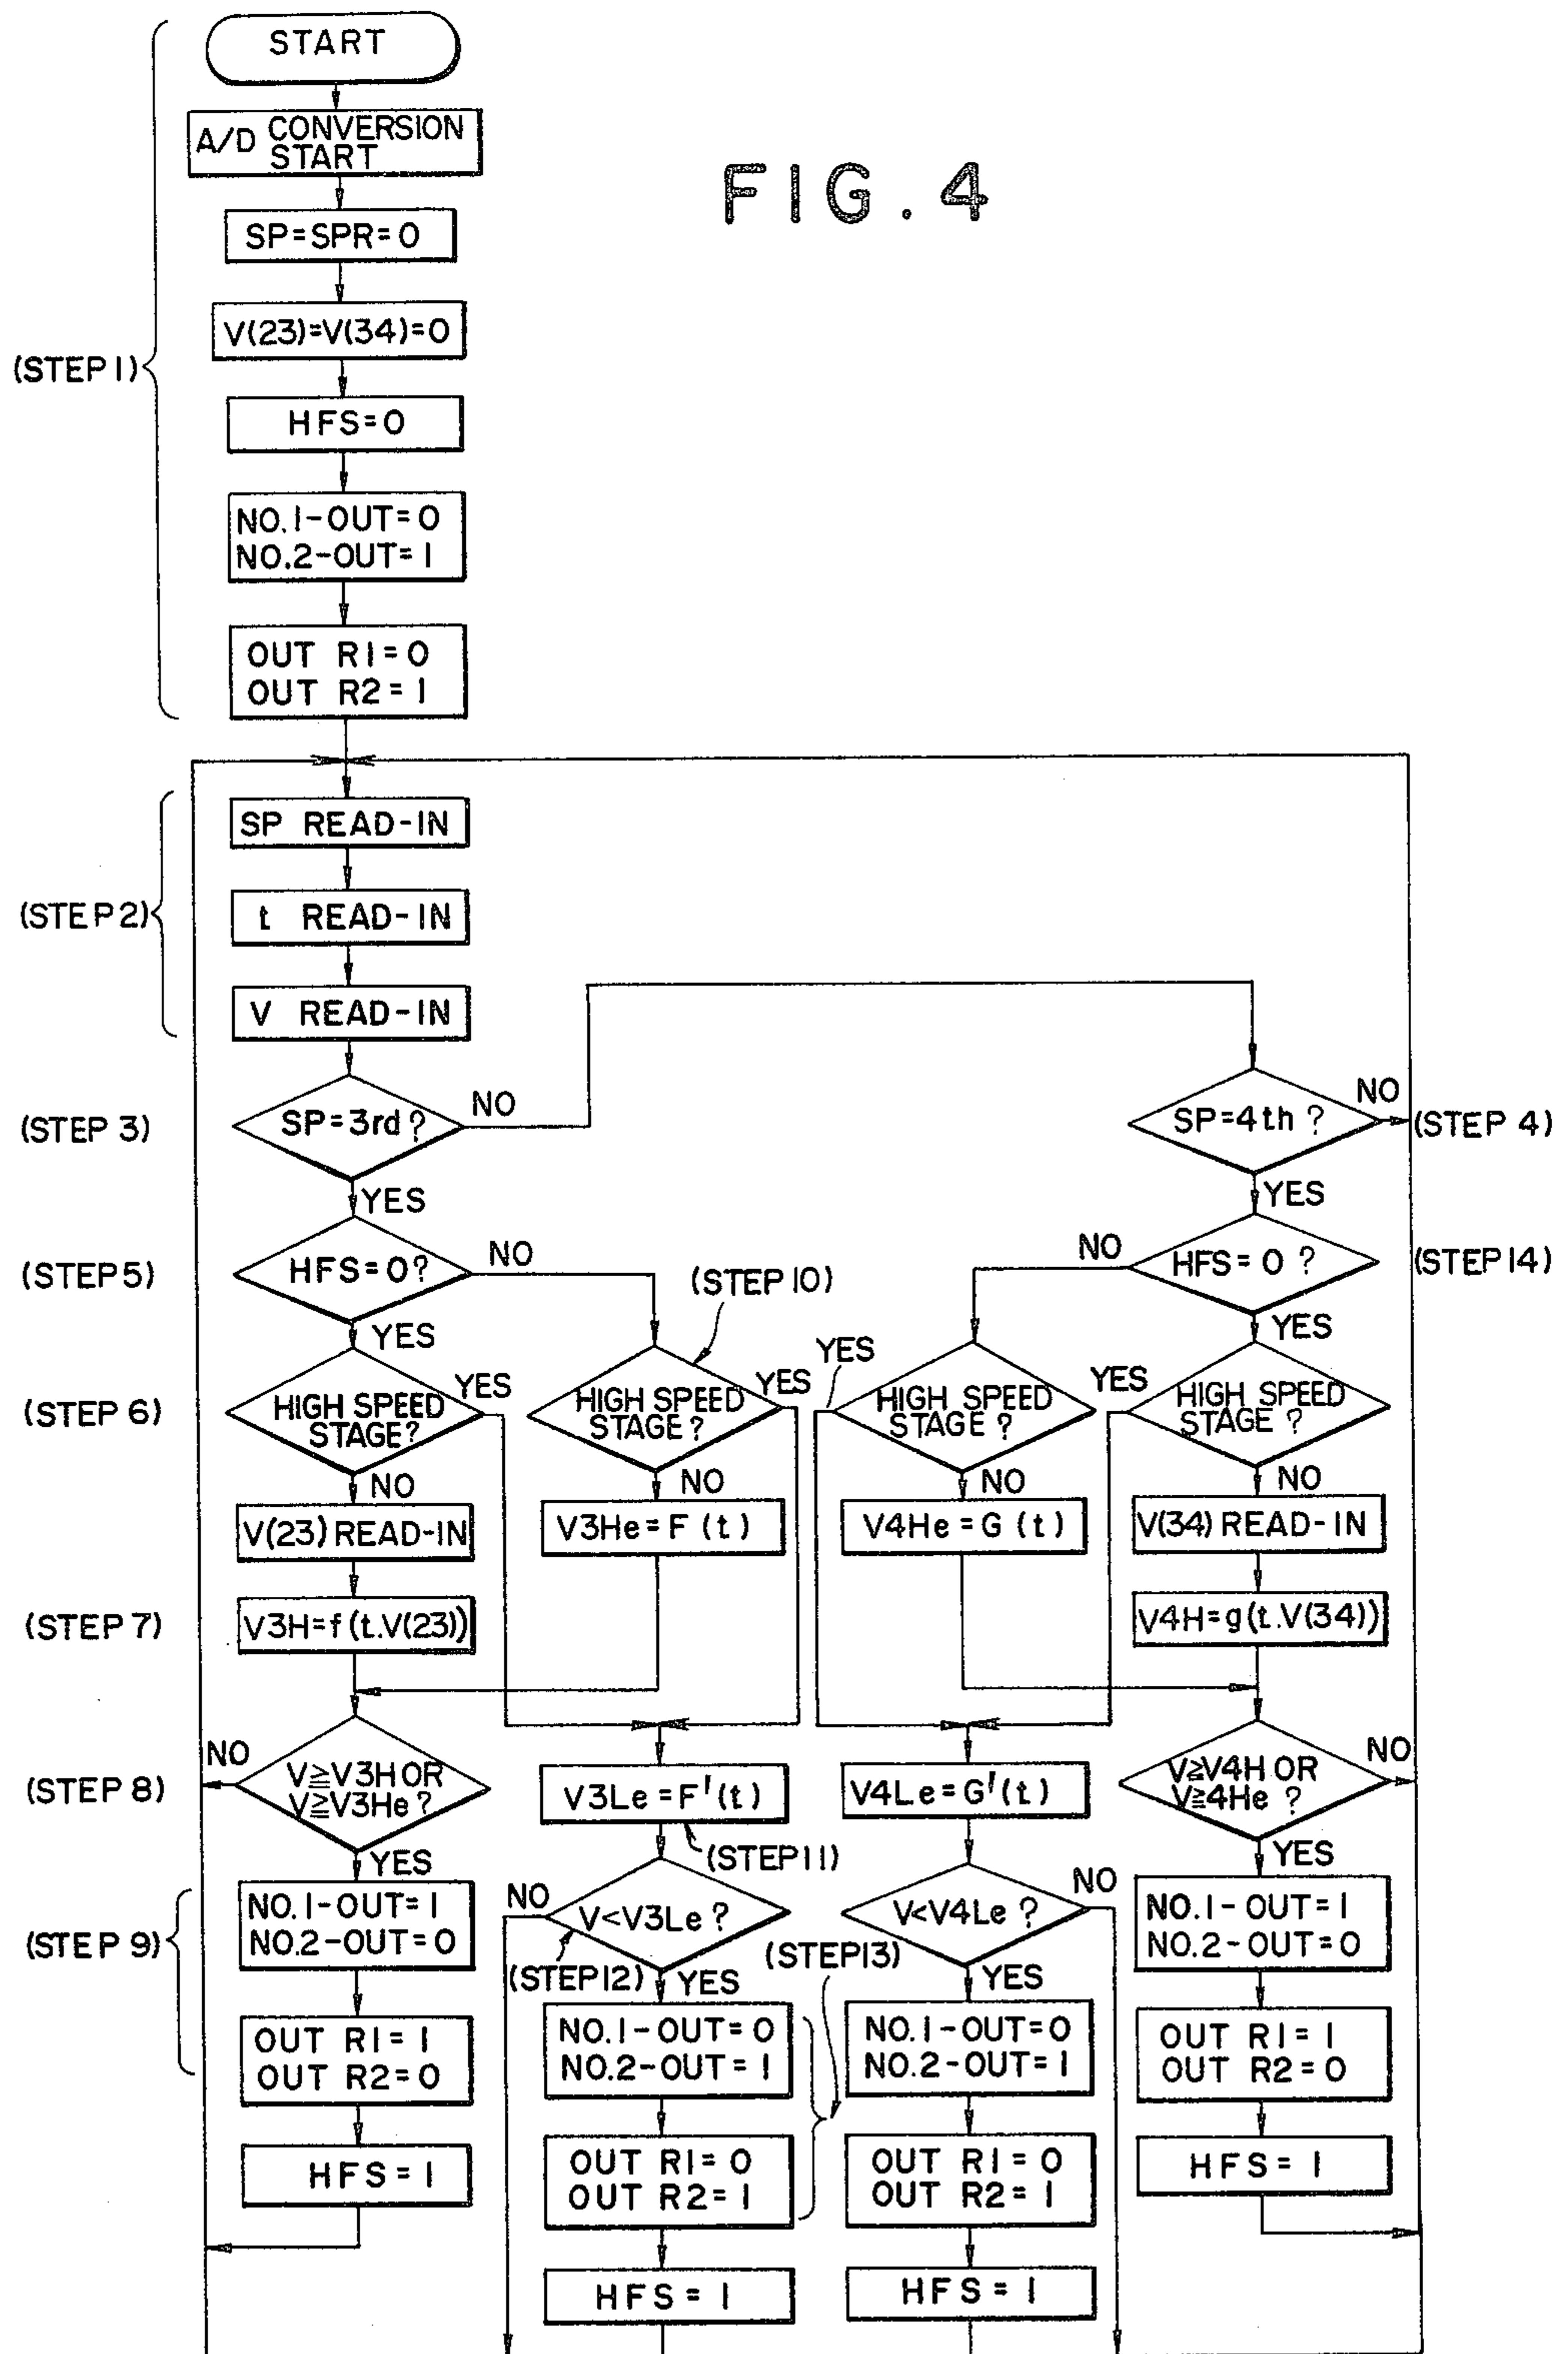 FIG. 4
START
A/D CONVERSION
START
SP=SPR=0
V(23)=V(34)=0
(STEP 1)
HFS=0
NO.1-OUT=0
NO.2-OUT=1
OUT R1=0
OUT R2=1
SP READ-IN
(STEP 2)
t READ-IN
V READ-IN
(STEP 3)
SP=3rd?
NO
SP=4th ?
NO
(STEP 4)
YES
YES
(STEP 5)
HFS=0?
NO
(STEP 10)
NO
HFS=0 ?
(STEP 14)
YES
YES
(STEP 6)
HIGH SPEED
STAGE?
YES
HIGH SPEED
STAGE?
YES
YES
HIGH SPEED
STAGE ?
YES
HIGH SPEED
STAGE ?
NO
NO
NO
NO
V(23) READ-IN
V3He=F (t)
V4He=G (t)
V(34) READ-IN
(STEP 7)
V3H=f(t.V(23))
V4H=g(t.V(34))
(STEP 8)
NO
V≧V3H OR
V≧V3He?
V3Le=F'(t)
(STEP 11)
V4Le=G'(t)
V≧V4H OR
V≧4He ?
NO
YES
YES
(STEP 9)
NO.1-OUT=1
NO.2-OUT=0
NO
V<V3Le ?
(STEP 12)
YES
(STEP 13)
V<V4Le ?
NO
YES
NO.1-OUT=1
NO.2-OUT=0
OUT R1=1
OUT R2=0
NO.1-OUT=0
NO.2-OUT=1
NO.1-OUT=0
NO.2-OUT=1
OUT R1=1
OUT R2=0
HFS=1
OUT R1=0
OUT R2=1
OUT R1=0
OUT R2=1
HFS=1
HFS=1
HFS=1